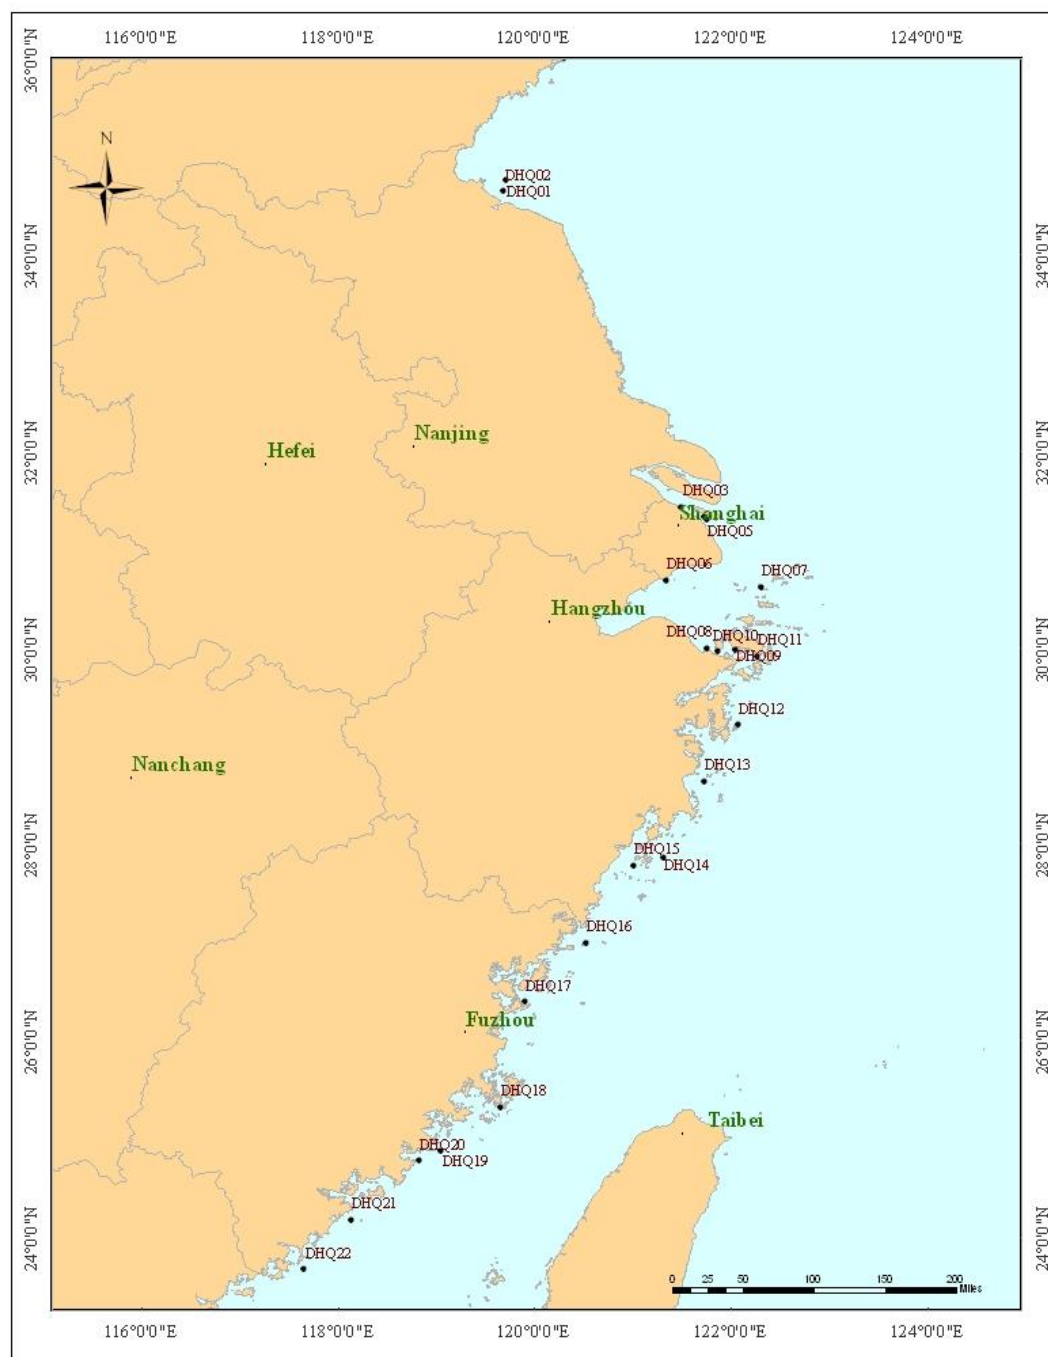 116°0'0"E 118°0'0"E 120°0'0"E 122°0'0"E 124°0'0"E
36°0'0"N
N
DHQ02
DHQ01
34°0'0"N 34°0'0"N
Nanjing
Hefei
32°0'0"N 32°0'0"N
DHQ03
Shanghai
DHQ05
DHQ06
DHQ07
Hangzhou
DHQ08 DHQ10 DHQ11
DHQ09
30°0'0"N 30°0'0"N
DHQ12
Nanchang
DHQ13
28°0'0"N 28°0'0"N
DHQ15
DHQ14
DHQ16
DHQ17
Fuzhou
26°0'0"N 26°0'0"N
DHQ18
Taibei
DHQ20
DHQ19
DHQ21
24°0'0"N 24°0'0"N
DHQ22
0 25 50 100 150 200
Miles
116°0'0"E 118°0'0"E 120°0'0"E 122°0'0"E 124°0'0"E